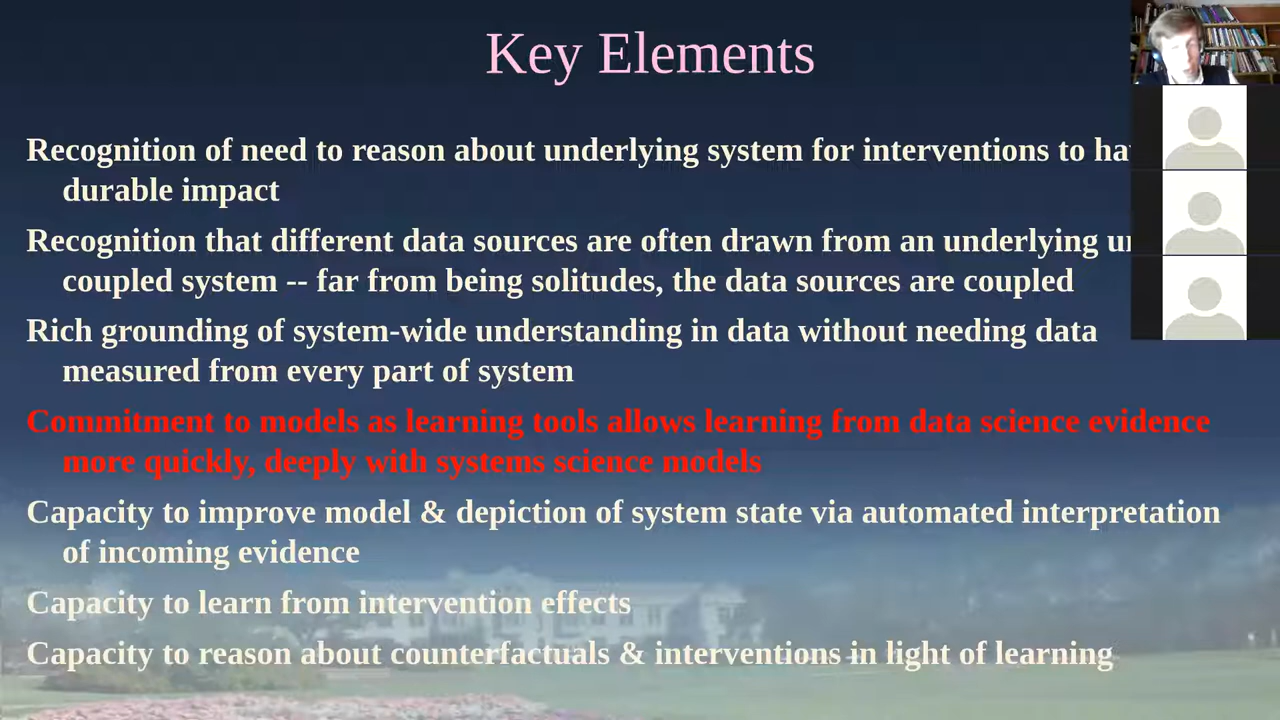 Key Elements
Recognition of need to reason about underlying system for interventions to
durable impact
Recognition that different data sources are often drawn from an underlying
coupled system -- far from being solitudes, the data sources are coupled
Rich grounding of system-wide understanding in data without needing data
measured from every part of system
Commitment to models as learning tools allows learning from data science evidence
more quickly, deeply with systems science models
Capacity to improve model & depiction of system state via automated interpretation
of incoming evidence
Capacity to learn from intervention effects
Capacity to reason about counterfactuals & interventions in light of learning